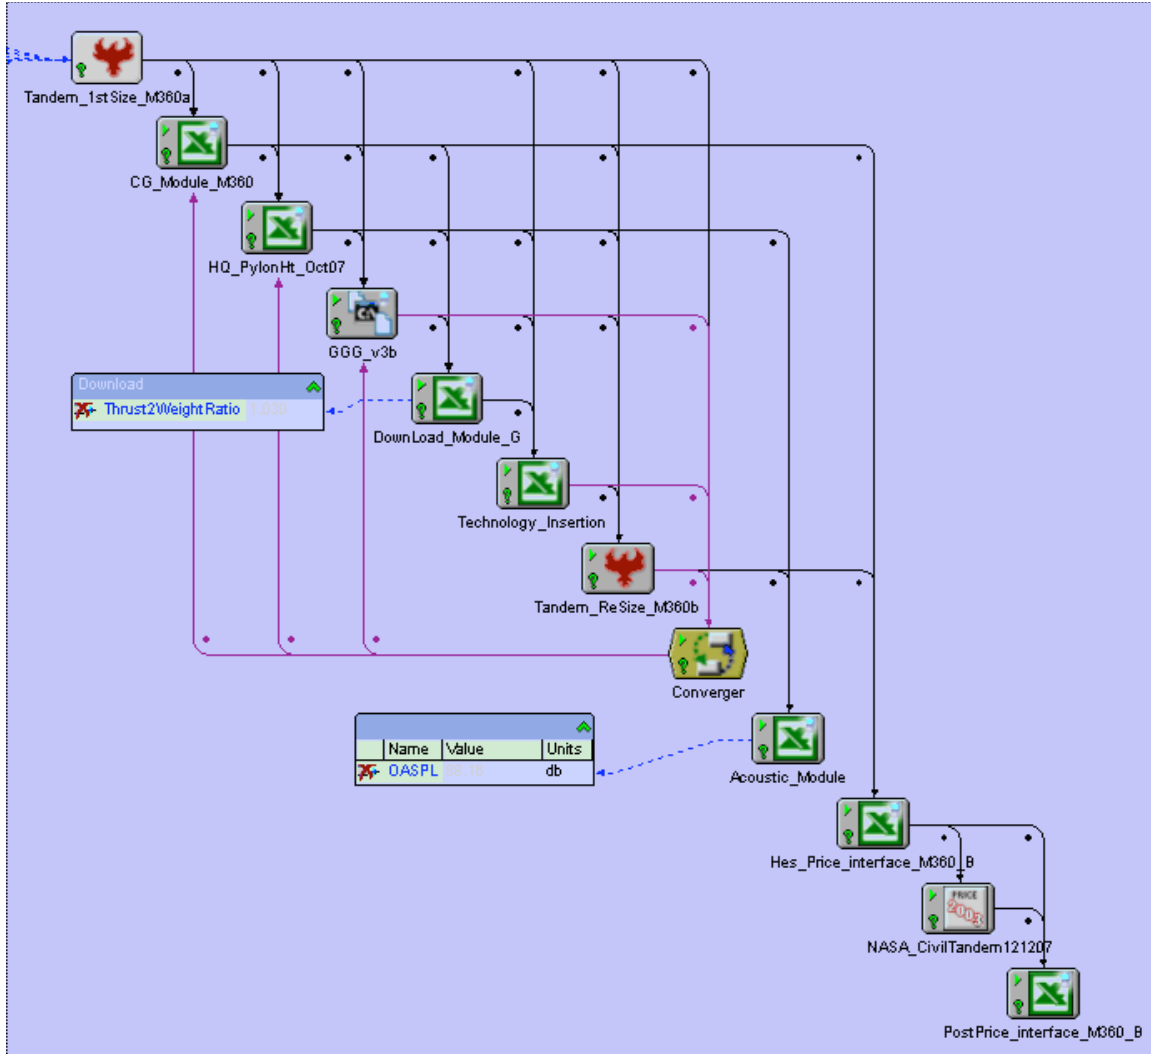 Tandem_1stSize_M360a
CG_Module_M360
HQ_PylonHt_Oct07
GGG_v3b
Download
Thrust2WeightRatio
DownLoad_Module_G
Technology_Insertion
Tandem_ReSize_M360b
Converger
Name Value Units
OASPL db
Acoustic_Module
Hes_Price_interface_M360_B
PRICE
2003
NASA_CivilTandem121207
PostPrice_interface_M360_B